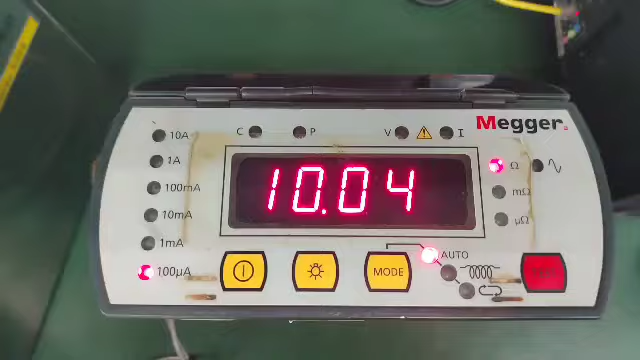 C P V I Megger.
10A
1A
100mA
10mA
1mA
100µA
10.04
Ω
mΩ
µΩ
MODE
AUTO